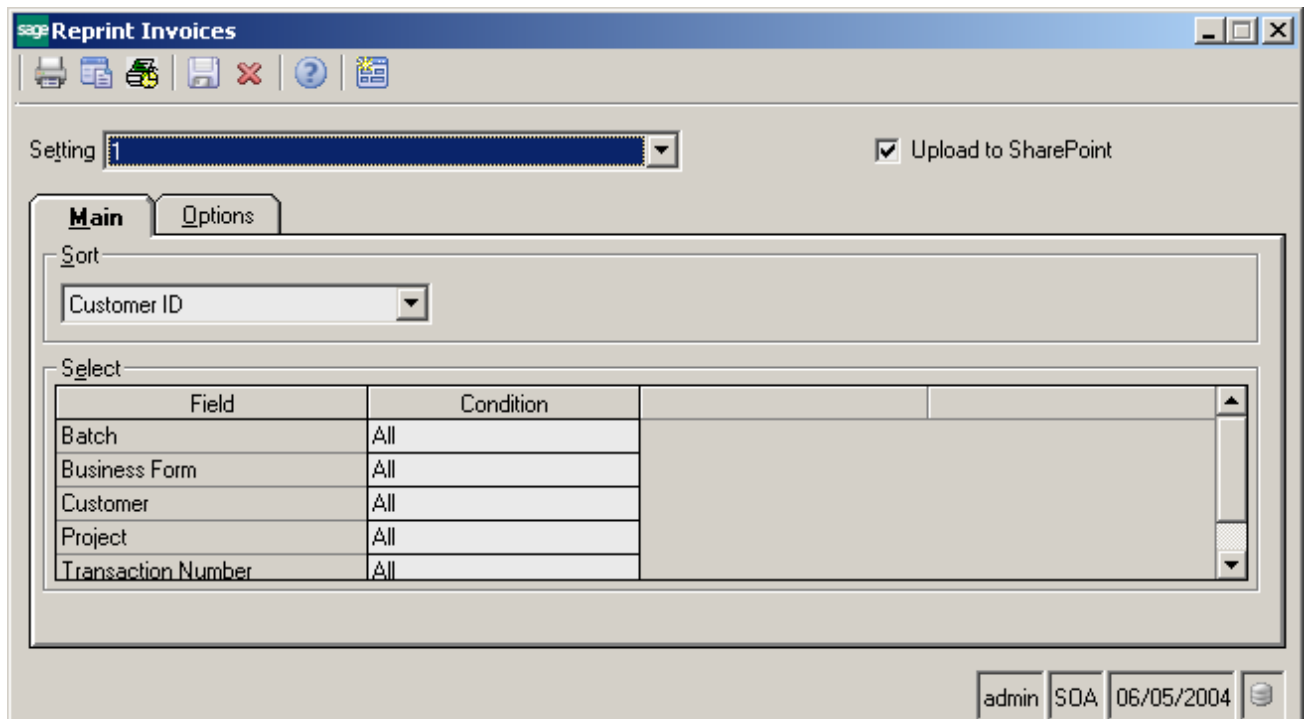 sage Reprint Invoices
Setting 1 Upload to SharePoint
Main Options
Sort
Customer ID
Select
Field Condition
Batch All
Business Form All
Customer All
Project All
Transaction Number All
admin SOA 06/05/2004